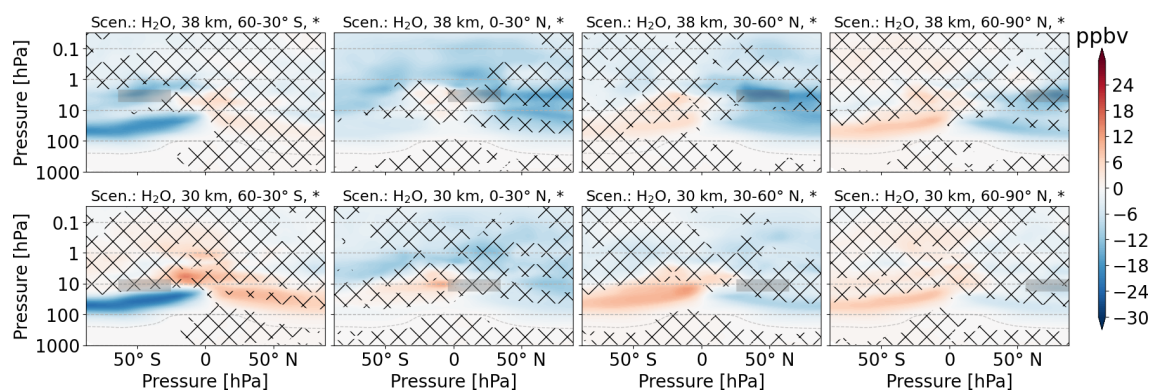 Scen.: H₂O, 38 km, 60-30° S, *
Scen.: H₂O, 38 km, 0-30° N, *
Scen.: H₂O, 38 km, 30-60° N, *
Scen.: H₂O, 38 km, 60-90° N, *
ppbv
Pressure [hPa]
0.1
1
10
100
1000
Scen.: H₂O, 30 km, 60-30° S, *
Scen.: H₂O, 30 km, 0-30° N, *
Scen.: H₂O, 30 km, 30-60° N, *
Scen.: H₂O, 30 km, 60-90° N, *
Pressure [hPa]
0.1
1
10
100
1000
50° S 0 50° N
50° S 0 50° N
50° S 0 50° N
50° S 0 50° N
Pressure [hPa]
Pressure [hPa]
Pressure [hPa]
Pressure [hPa]
24
18
12
6
0
−6
−12
−18
−24
−30